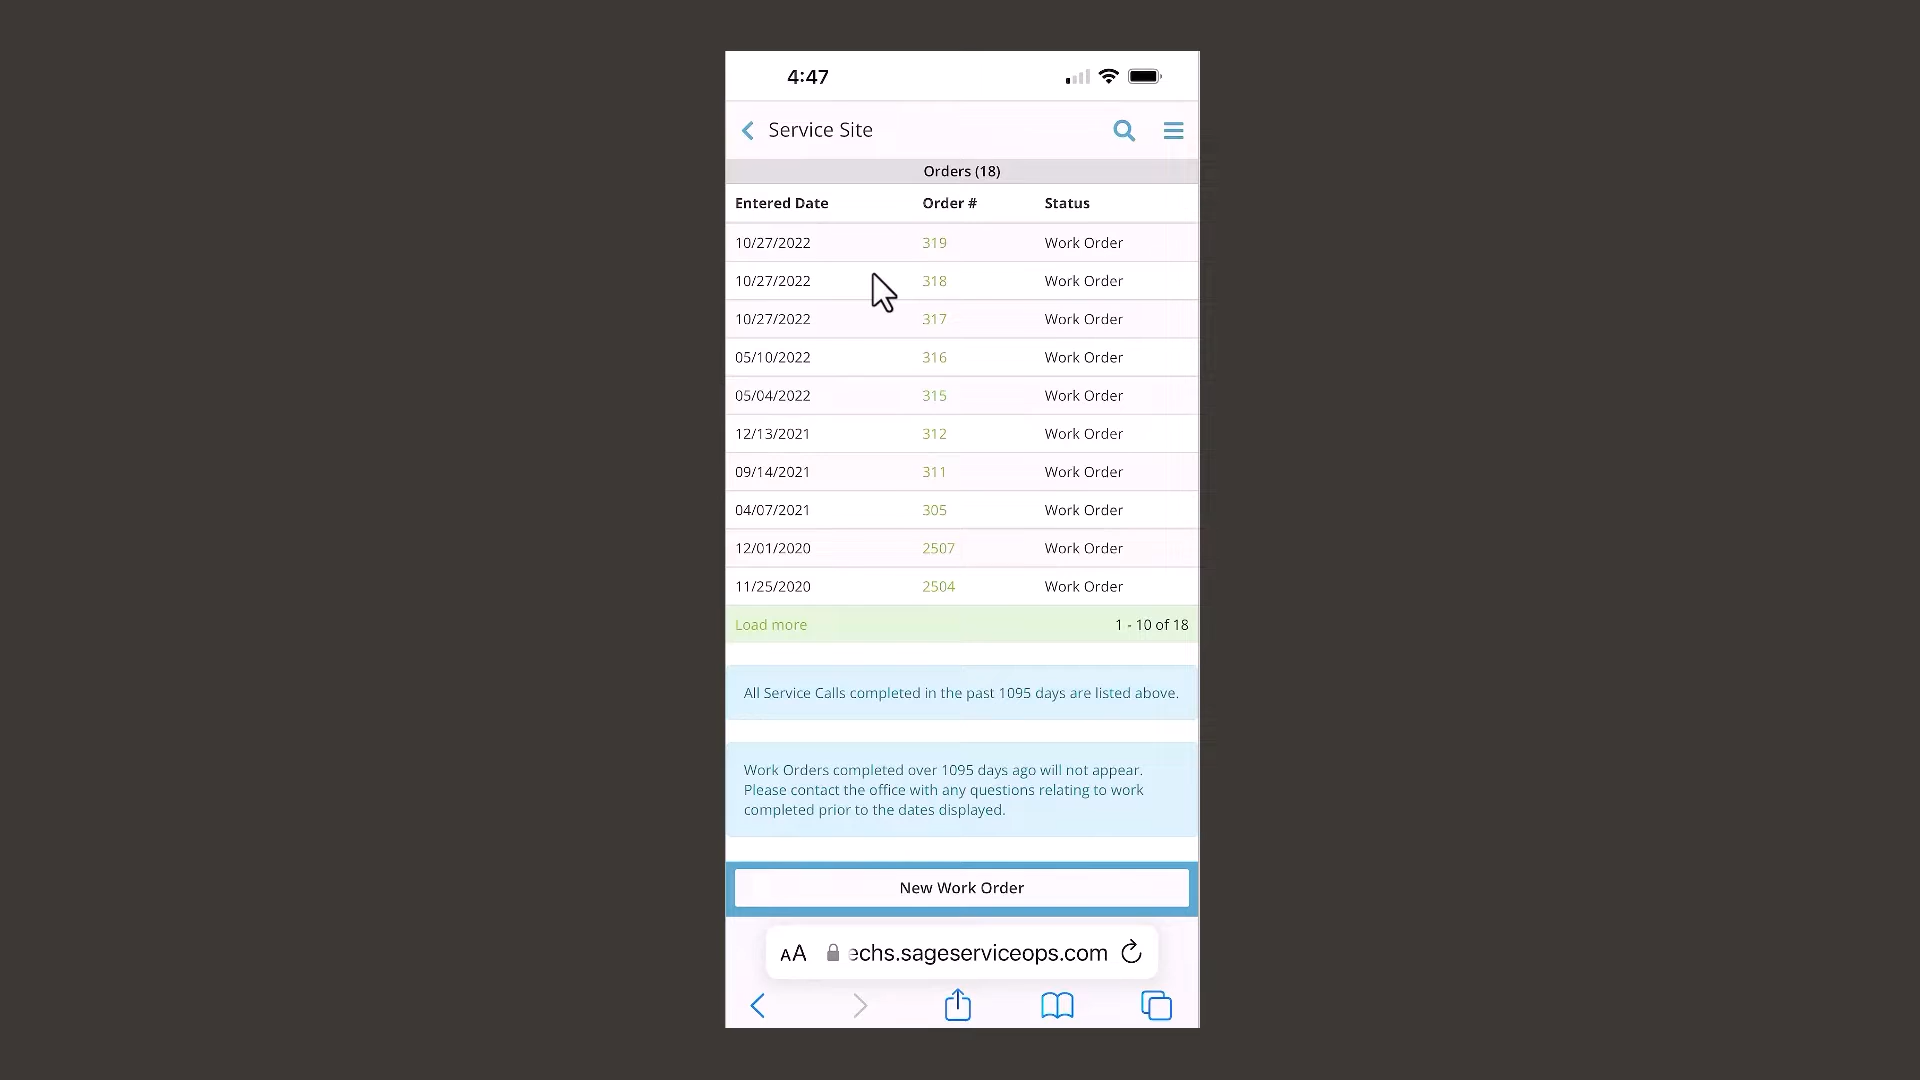 4:47
Service Site
Orders (18)
Entered Date Order # Status
10/27/2022 319 Work Order
10/27/2022 318 Work Order
10/27/2022 317 Work Order
05/10/2022 316 Work Order
05/04/2022 315 Work Order
12/13/2021 312 Work Order
09/14/2021 311 Work Order
04/07/2021 305 Work Order
12/01/2020 2507 Work Order
11/25/2020 2504 Work Order
Load more 1 - 10 of 18
All Service Calls completed in the past 1095 days are listed above.
Work Orders completed over 1095 days ago will not appear.
Please contact the office with any questions relating to work
completed prior to the dates displayed.
New Work Order
AA echs.sageserviceops.com